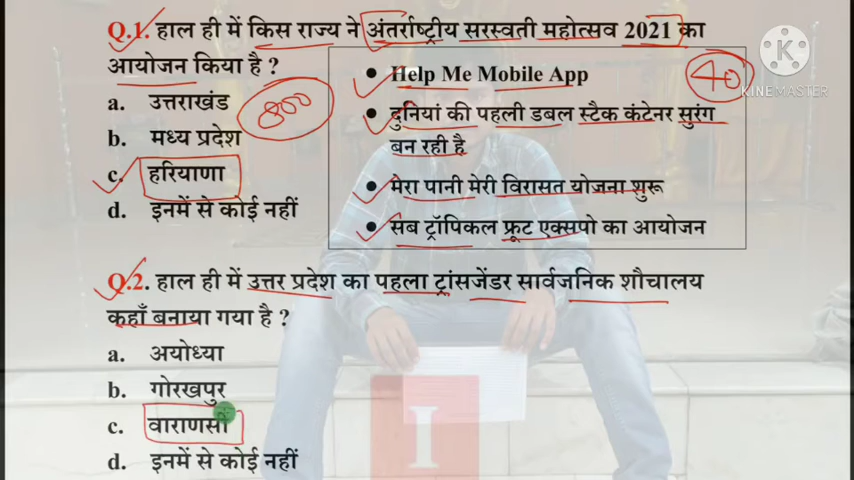 Q.1. हाल ही में किस राज्य ने अंतर्राष्ट्रीय सरस्वती महोत्सव 2021 का
आयोजन किया है ?
a. उत्तराखंड
b. मध्य प्रदेश
c. हरियाणा
d. इनमें से कोई नहीं
800
• Help Me Mobile App
• दुनियां की पहली डबल स्टैक कंटेनर सुरंग
बन रही है
• मेरा पानी मेरी विरासत योजना शुरू
• सब ट्रॉपिकल फ्रूट एक्सपो का आयोजन
40
K
KINEMASTER
Q.2. हाल ही में उत्तर प्रदेश का पहला ट्रांसजेंडर सार्वजनिक शौचालय
कहाँ बनाया गया है ?
a. अयोध्या
b. गोरखपुर
c. वाराणसी
d. इनमें से कोई नहीं
I